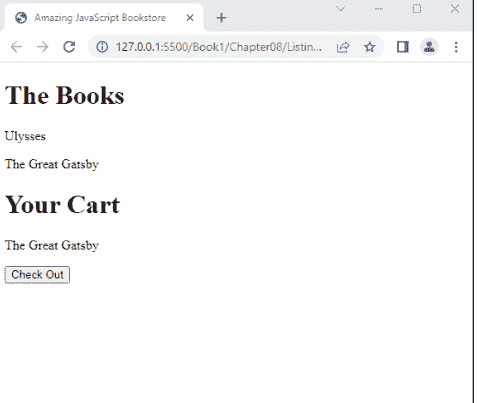 Amazing JavaScript Bookstore
127.0.0.1:5500/Book1/Chapter08/Listin...
The Books
Ulysses
The Great Gatsby
Your Cart
The Great Gatsby
Check Out